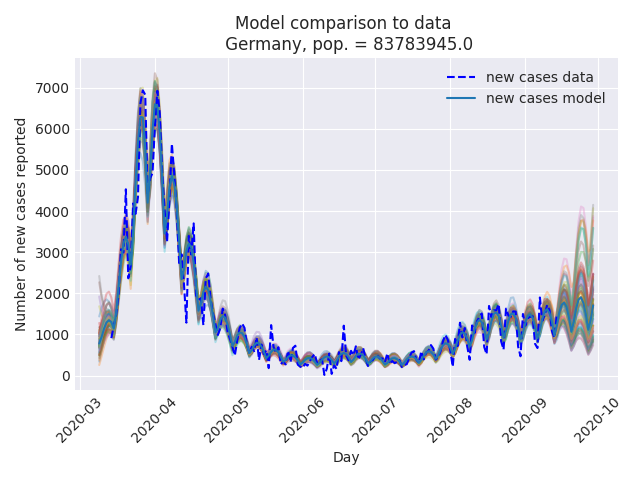 Model comparison to data
Germany, pop. = 83783945.0
new cases data
new cases model
Number of new cases reported
7000
6000
5000
4000
3000
2000
1000
0
2020-03
2020-04
2020-05
2020-06
2020-07
2020-08
2020-09
2020-10
Day